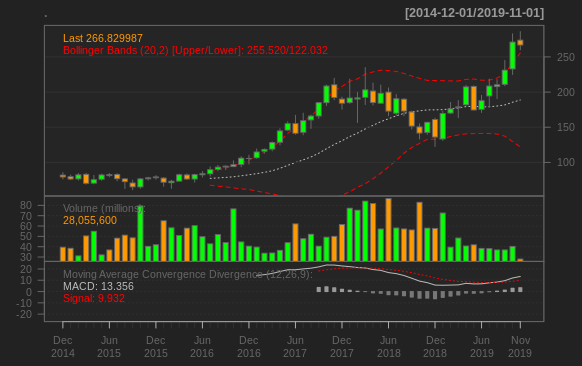 .
[2014-12-01/2019-11-01]
Last 266.829987
Bollinger Bands (20,2) [Upper/Lower]: 255.520/122.032
250
200
150
100
Volume (millions):
28,055,600
80
70
60
50
40
30
Moving Average Convergence Divergence (12,26,9):
MACD: 13.356
Signal: 9.932
20
10
0
-10
-20
Dec Jun Dec Jun Dec Jun Dec Jun Dec Jun Nov
2014 2015 2015 2016 2016 2017 2017 2018 2018 2019 2019